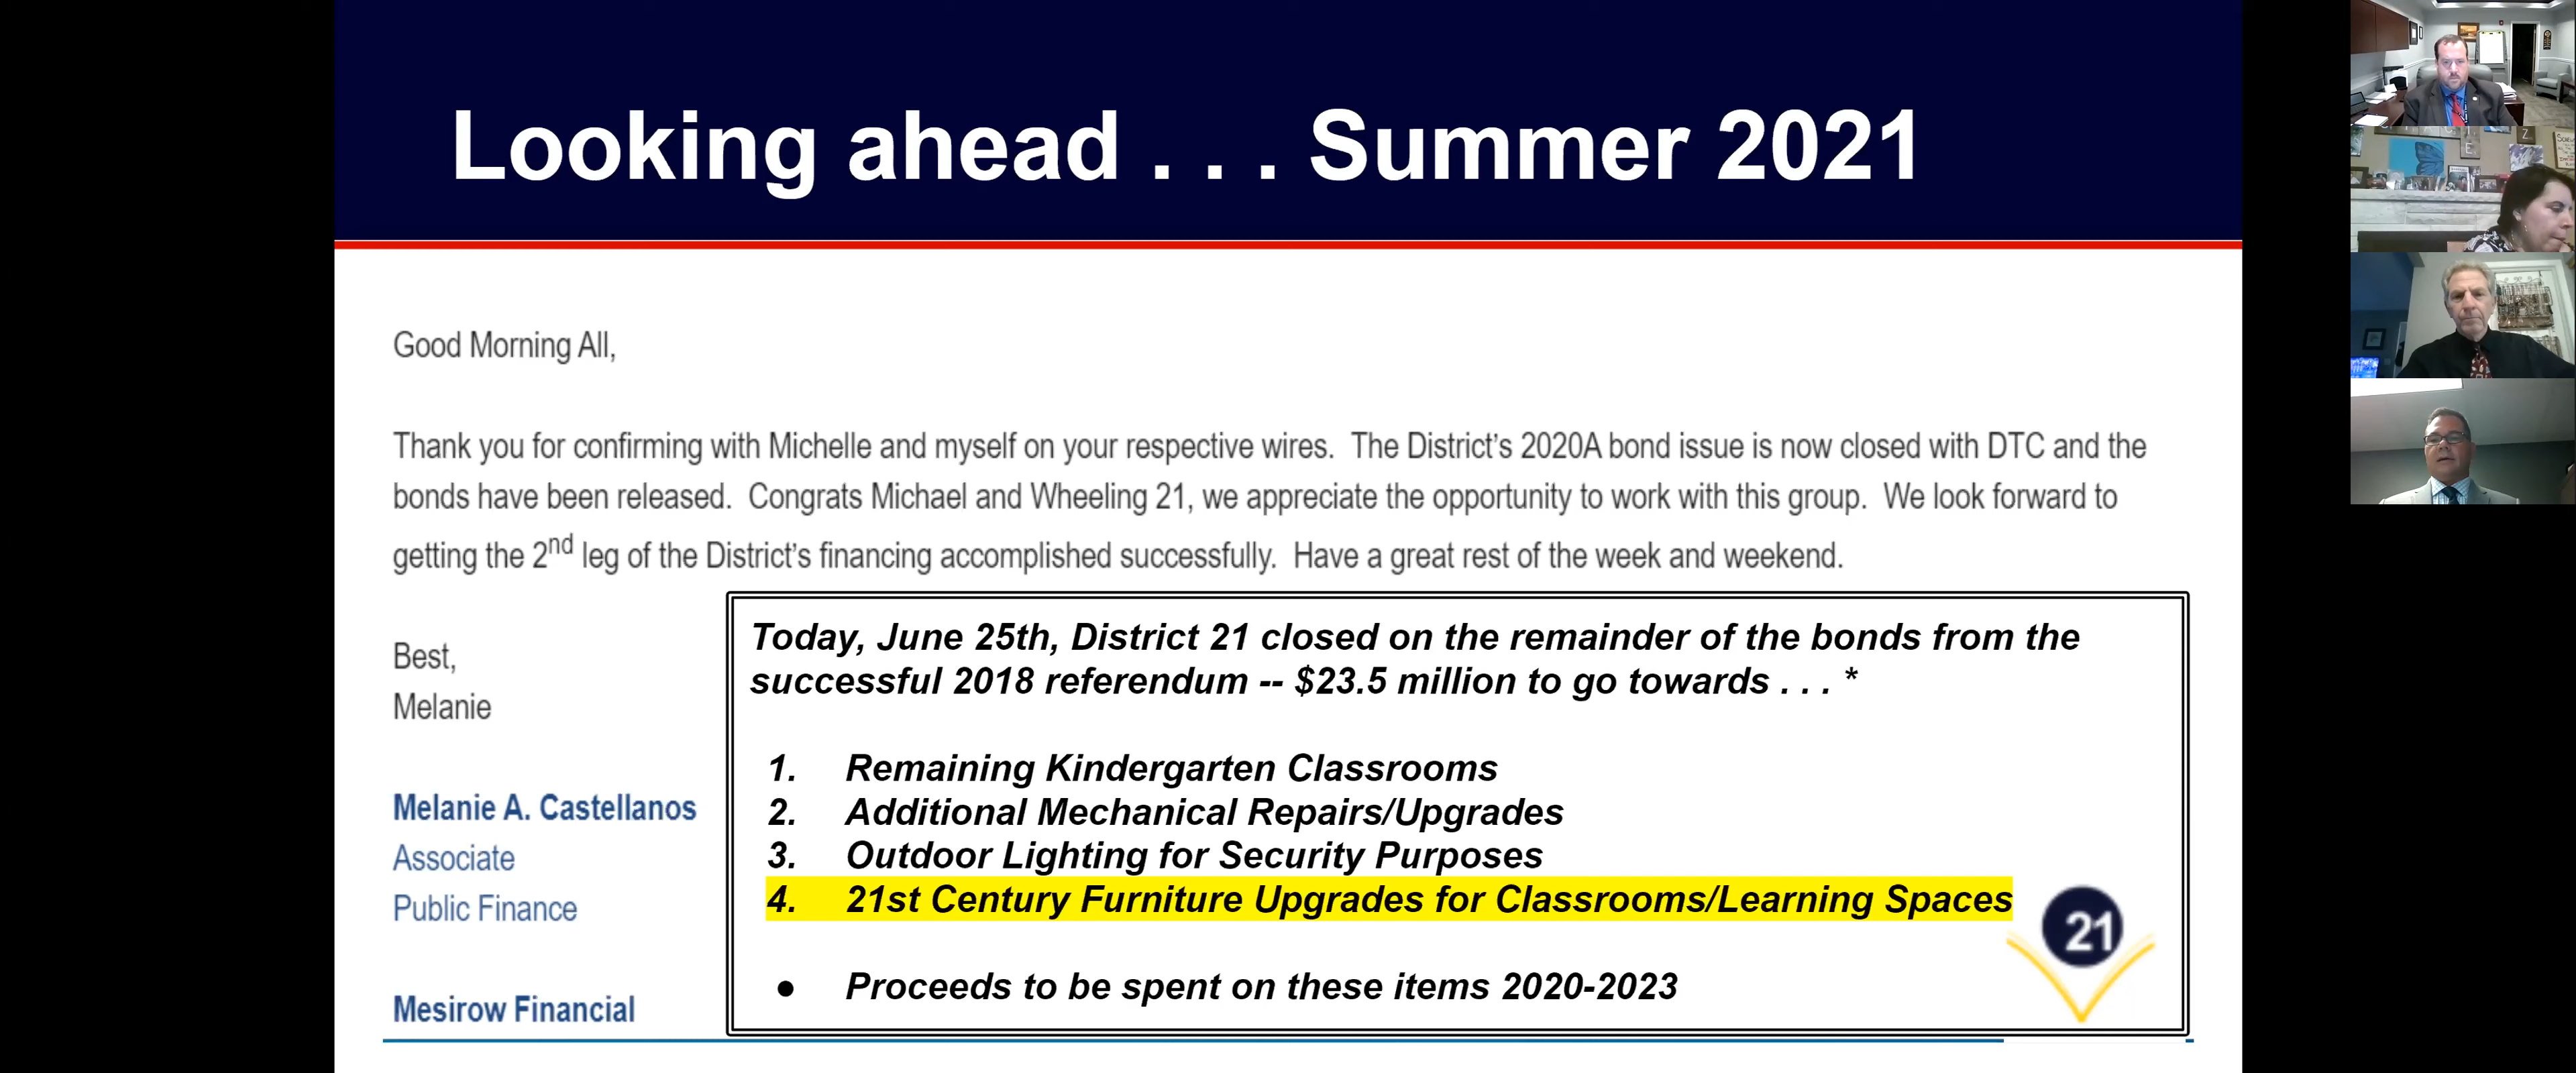 Looking ahead . . . Summer 2021
Good Morning All,
Thank you for confirming with Michelle and myself on your respective wires.  The District's 2020A bond issue is now closed with DTC and the
bonds have been released.  Congrats Michael and Wheeling 21, we appreciate the opportunity to work with this group.  We look forward to
getting the 2nd leg of the District's financing accomplished successfully.  Have a great rest of the week and weekend.
Best,
Melanie
Melanie A. Castellanos
Associate
Public Finance
Mesirow Financial
Today, June 25th, District 21 closed on the remainder of the bonds from the
successful 2018 referendum -- $23.5 million to go towards . . . *
1. Remaining Kindergarten Classrooms
2. Additional Mechanical Repairs/Upgrades
3. Outdoor Lighting for Security Purposes
4. 21st Century Furniture Upgrades for Classrooms/Learning Spaces
● Proceeds to be spent on these items 2020-2023
21